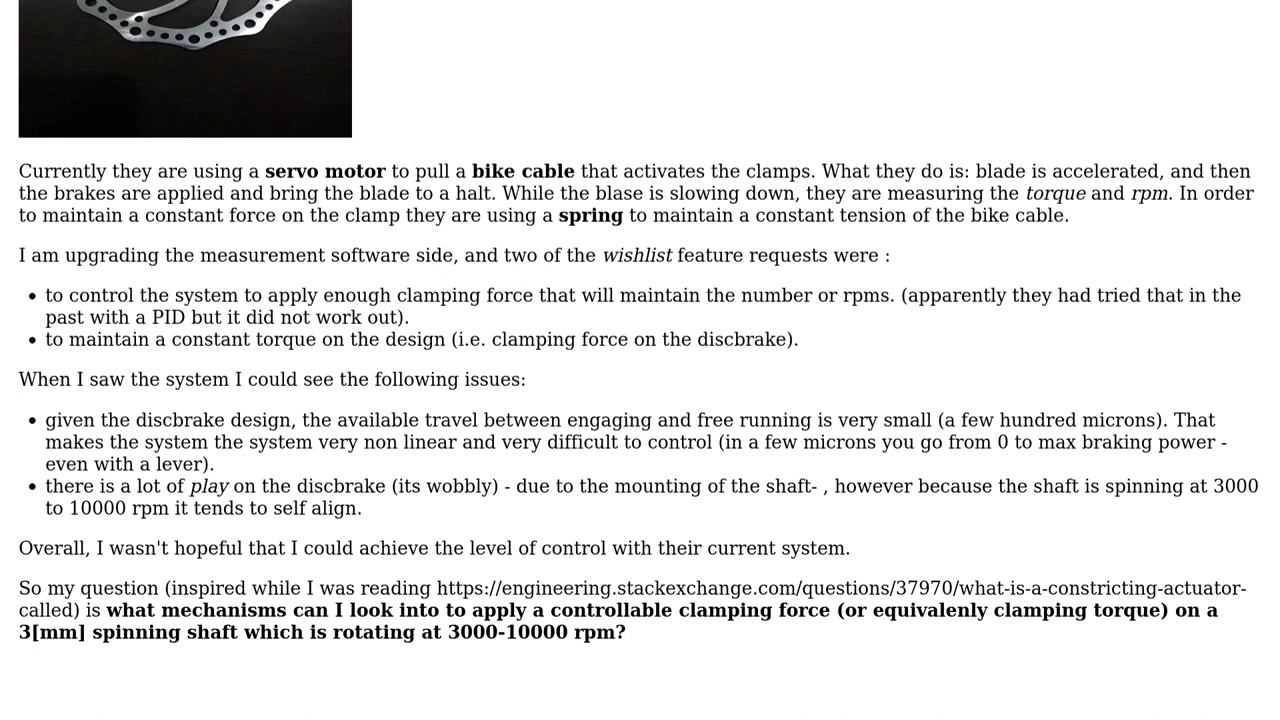 Currently they are using a servo motor to pull a bike cable that activates the clamps. What they do is: blade is accelerated, and then
the brakes are applied and bring the blade to a halt. While the blase is slowing down, they are measuring the torque and rpm. In order
to maintain a constant force on the clamp they are using a spring to maintain a constant tension of the bike cable.
I am upgrading the measurement software side, and two of the wishlist feature requests were :
• to control the system to apply enough clamping force that will maintain the number or rpms. (apparently they had tried that in the
past with a PID but it did not work out).
• to maintain a constant torque on the design (i.e. clamping force on the discbrake).
When I saw the system I could see the following issues:
• given the discbrake design, the available travel between engaging and free running is very small (a few hundred microns). That
makes the system the system very non linear and very difficult to control (in a few microns you go from 0 to max braking power -
even with a lever).
• there is a lot of play on the discbrake (its wobbly) - due to the mounting of the shaft- , however because the shaft is spinning at 3000
to 10000 rpm it tends to self align.
Overall, I wasn't hopeful that I could achieve the level of control with their current system.
So my question (inspired while I was reading https://engineering.stackexchange.com/questions/37970/what-is-a-constricting-actuator-
called) is what mechanisms can I look into to apply a controllable clamping force (or equivalenly clamping torque) on a
3[mm] spinning shaft which is rotating at 3000-10000 rpm?